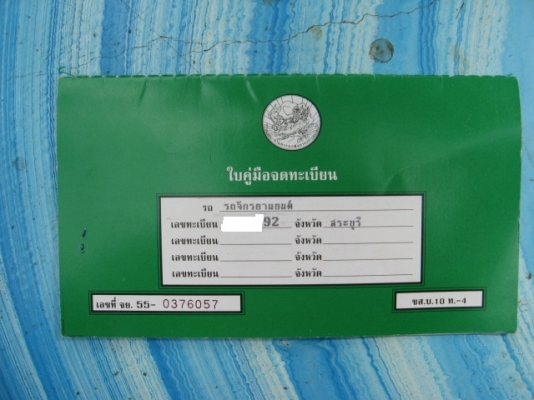 ใบคู่มือจดทะเบียน
รถ รถจักรยานยนต์
เลขทะเบียน 92 จังหวัด สระบุรี
เลขทะเบียน จังหวัด
เลขทะเบียน จังหวัด
เลขทะเบียน จังหวัด
เลขที่ จย. 55- 0376057
ขส.บ.10 ท.-4